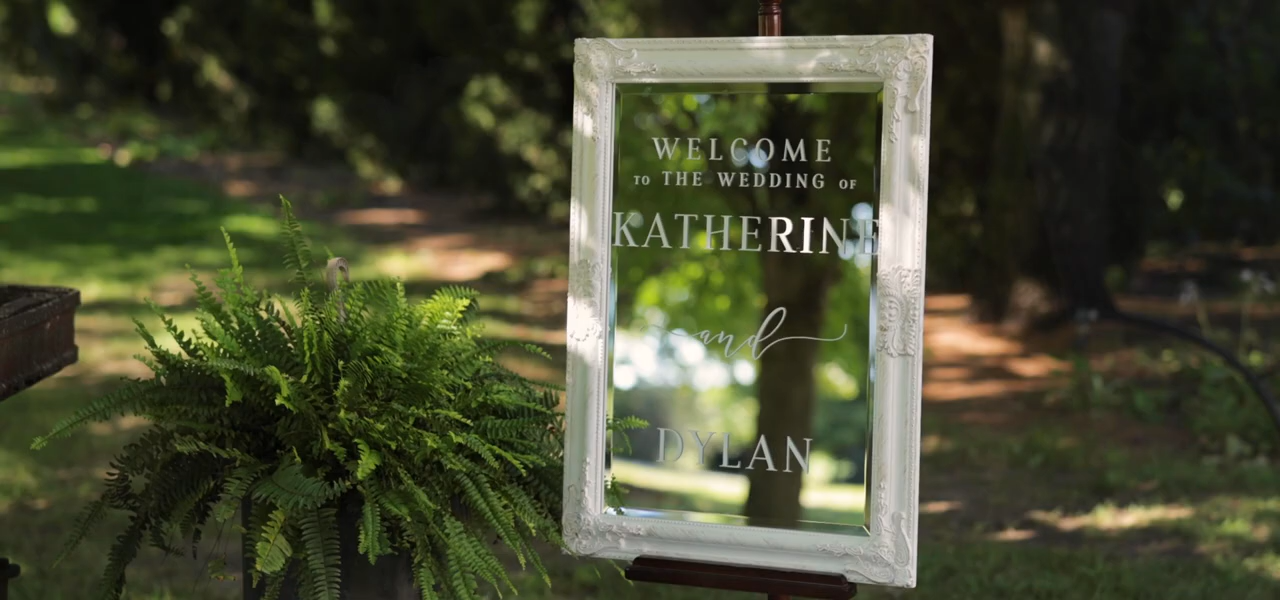 WELCOME
TO THE WEDDING OF
KATHERINE
and
DYLAN